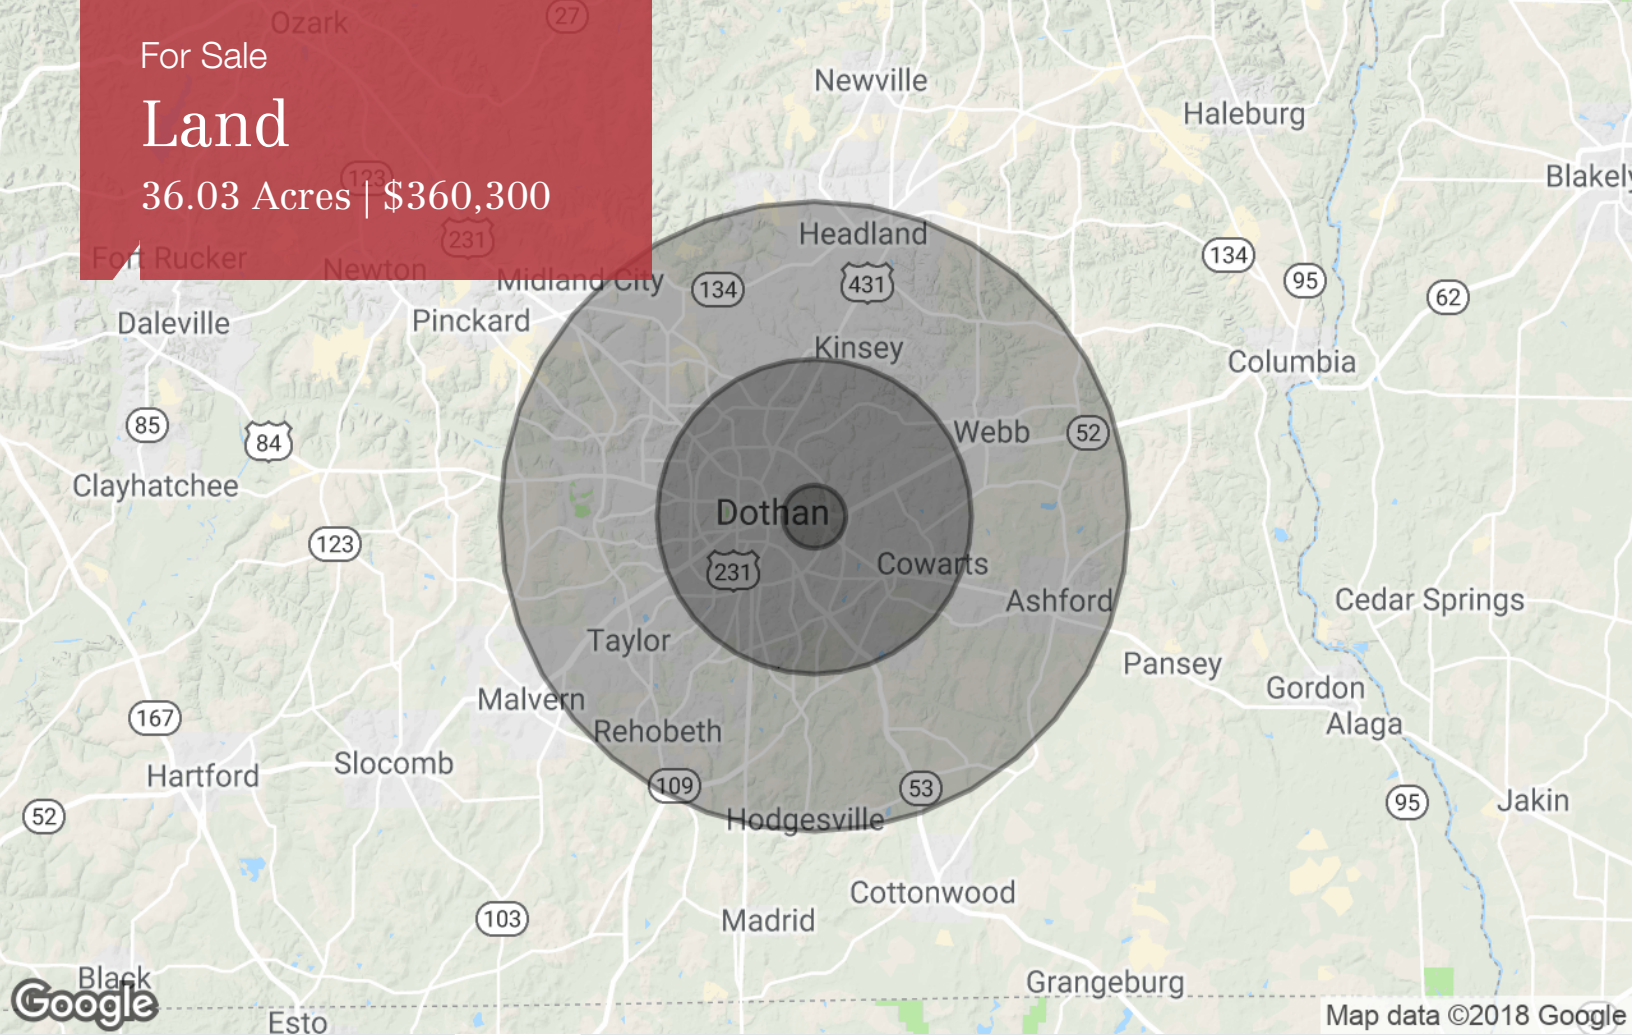 Ozark
27
For Sale
Land
36.03 Acres | $360,300
123
231
Fort Rucker
Newton
Midland City
Newville
Haleburg
Blakely
Headland
134
431
134
95
62
Daleville
Pinckard
Kinsey
Columbia
85
84
Webb
52
Clayhatchee
Dothan
123
231
Cowarts
Ashford
Cedar Springs
Taylor
Pansey
Malvern
Gordon
Alaga
167
Rehobeth
Hartford
Slocomb
109
53
95
Jakin
52
Hodgesville
Cottonwood
103
Madrid
Black
Grangeburg
Google
Esto
Map data ©2018 Google